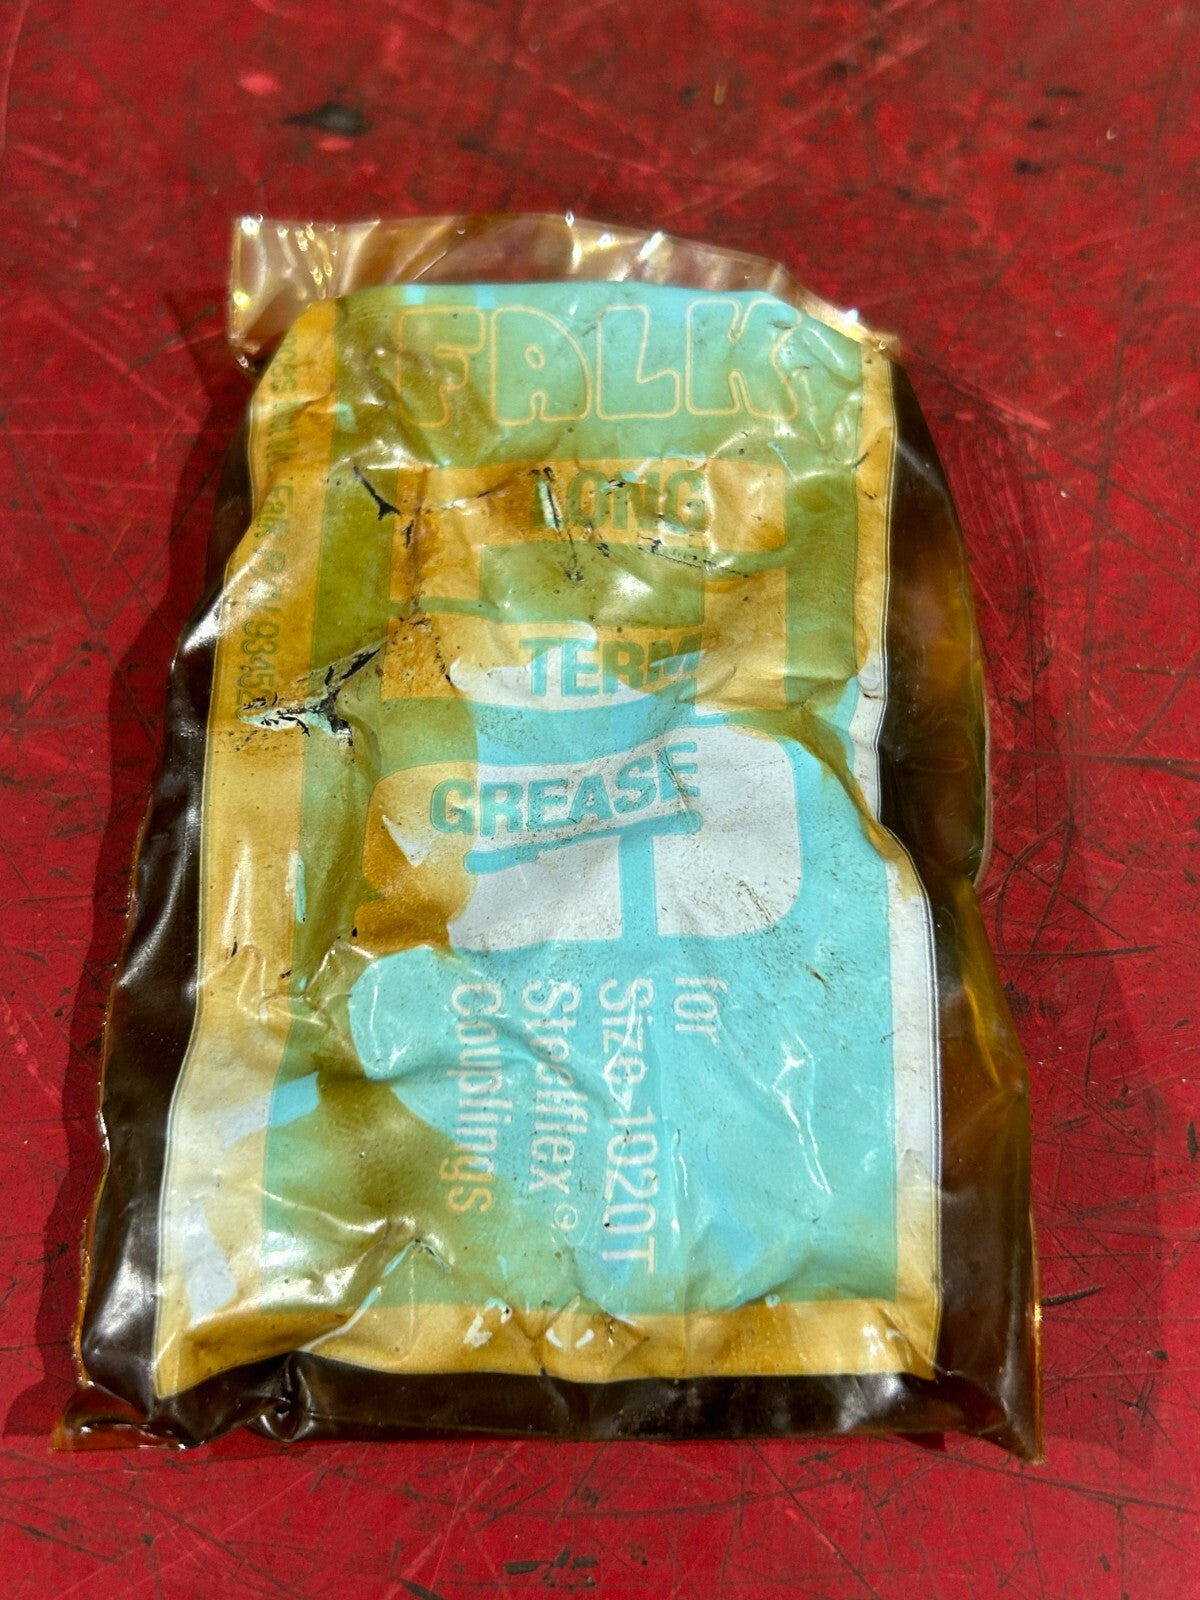 FALK
LONG
TERM
GREASE
for
Size 1020T
Steelflex®
Couplings